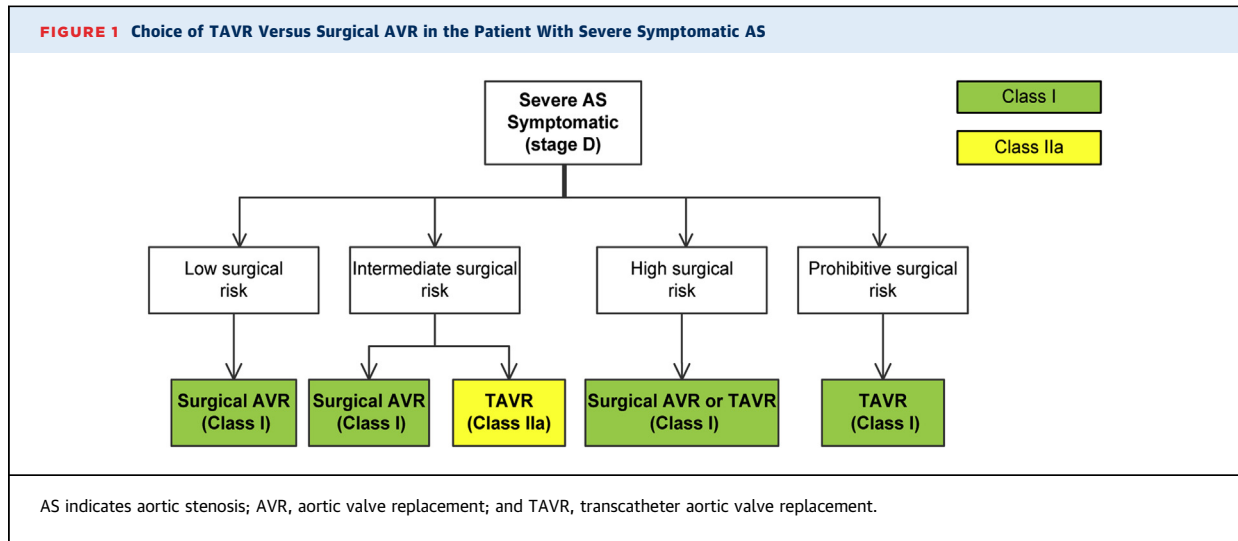 FIGURE 1 Choice of TAVR Versus Surgical AVR in the Patient With Severe Symptomatic AS
Severe AS
Symptomatic
(stage D)
Class I
Class IIa
Low surgical
risk
Intermediate surgical
risk
High surgical
risk
Prohibitive surgical
risk
Surgical AVR
(Class I)
Surgical AVR
(Class I)
TAVR
(Class IIa)
Surgical AVR or TAVR
(Class I)
TAVR
(Class I)
AS indicates aortic stenosis; AVR, aortic valve replacement; and TAVR, transcatheter aortic valve replacement.